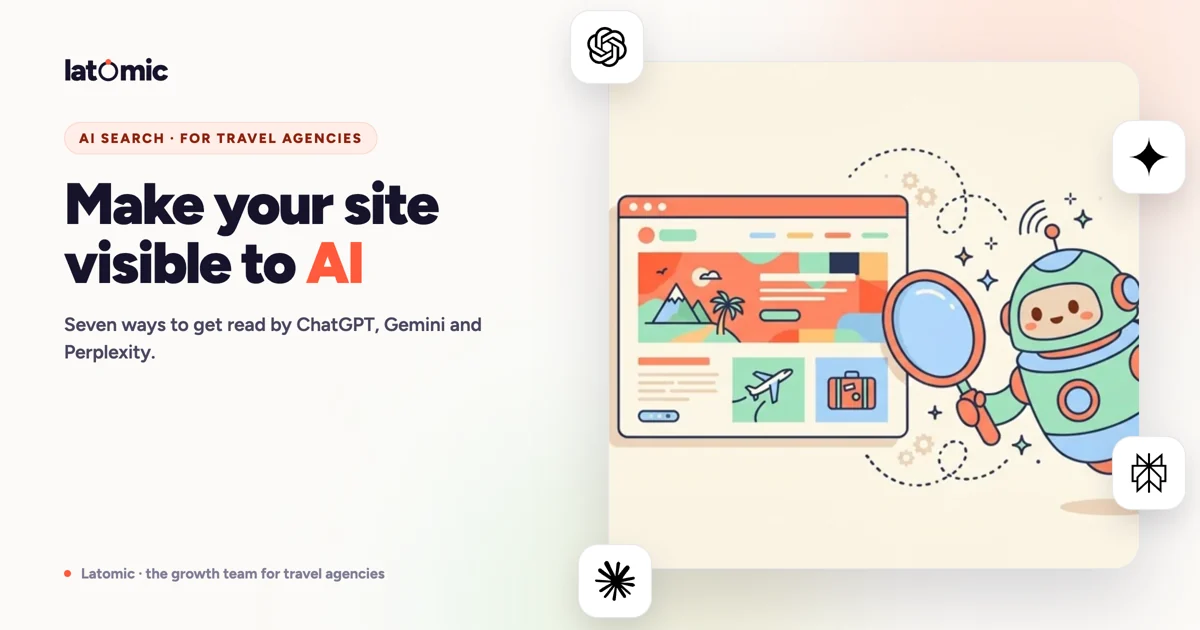 latomic
AI SEARCH · FOR TRAVEL AGENCIES
Make your site
visible to AI
Seven ways to get read by ChatGPT, Gemini and
Perplexity.
Latomic · the growth team for travel agencies